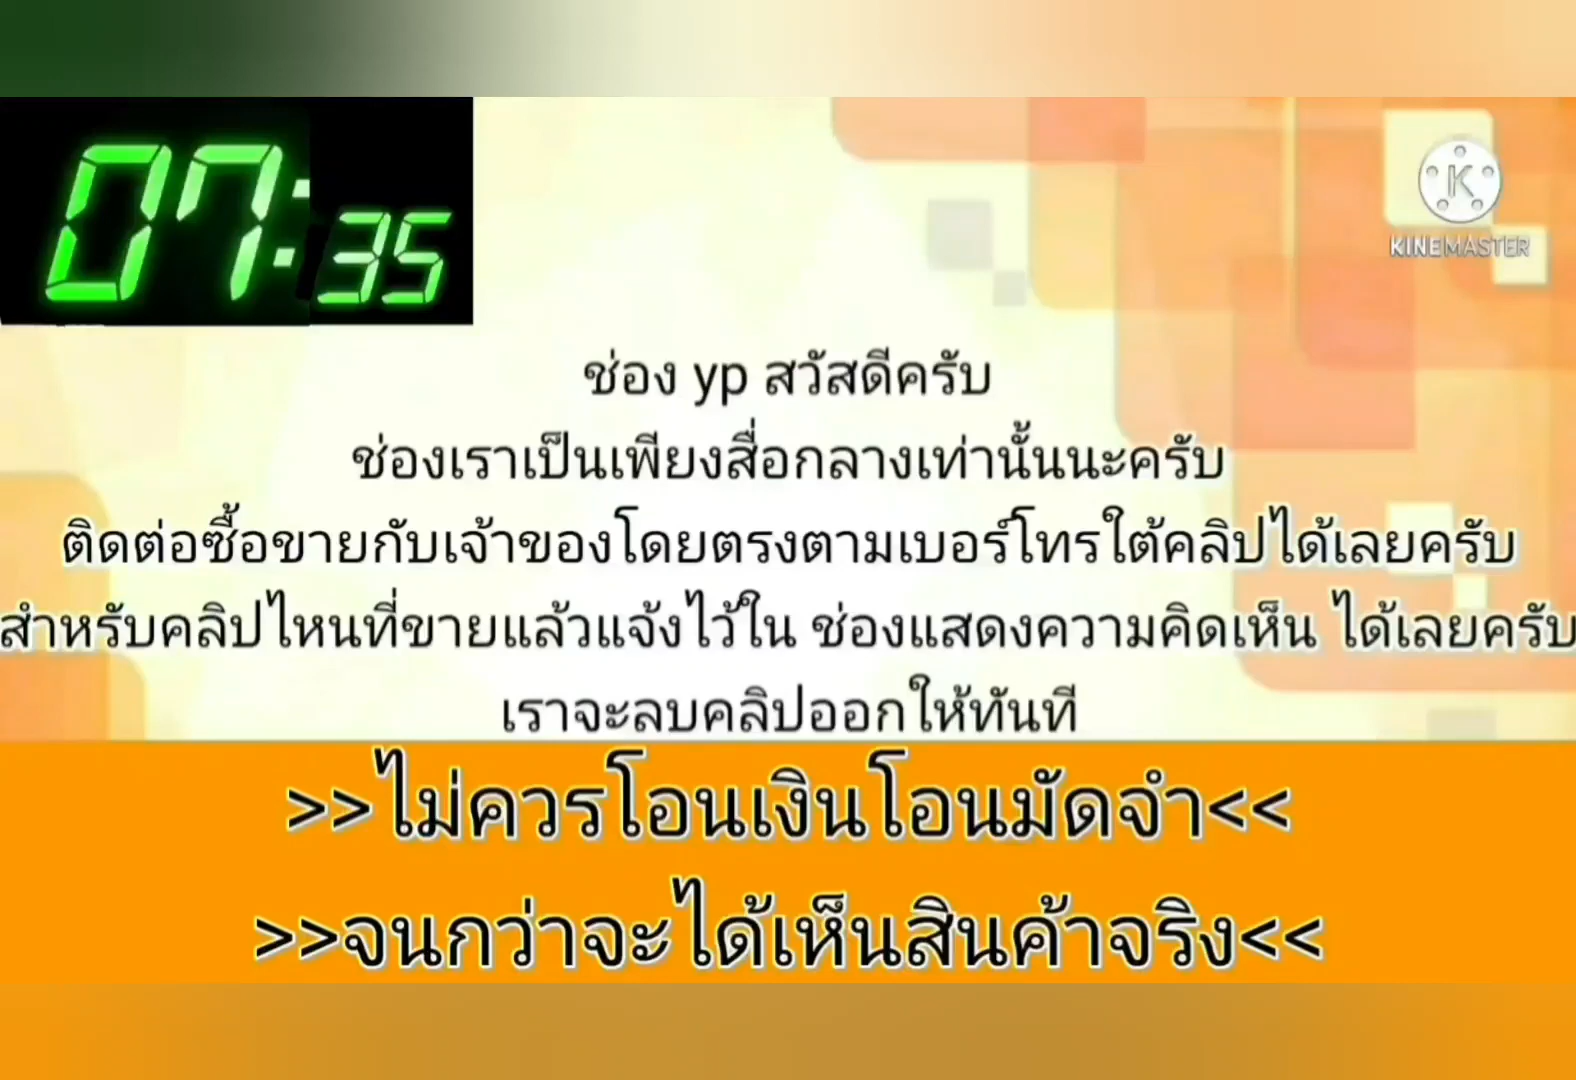 07:35
KINEMASTER
ช่อง yp สวัสดีครับ
ช่องเราเป็นเพียงสื่อกลางเท่านั้นนะครับ
ติดต่อซื้อขายกับเจ้าของโดยตรงตามเบอร์โทรใต้คลิปได้เลยครับ
สำหรับคลิปไหนที่ขายแล้วแจ้งไว้ใน ช่องแสดงความคิดเห็น ได้เลยครับ
เราจะลบคลิปออกให้ทันที
>>ไม่ควรโอนเงินโอนมัดจำ<<
>>จนกว่าจะได้เห็นสินค้าจริง<<